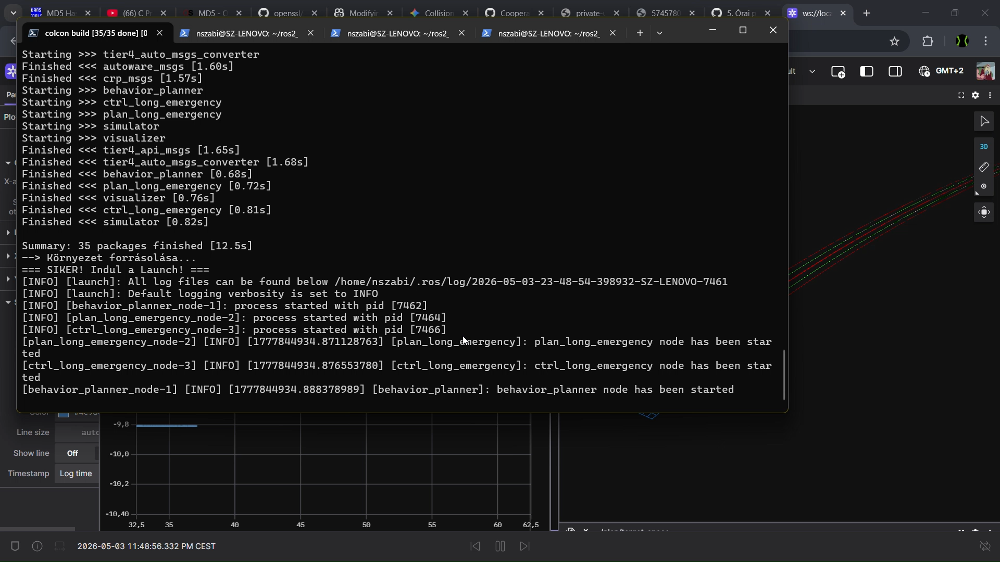 MD5 Ha
(66) C Pr
MD5 - C
openssl/
Modifyir
Collision
Coopera
private-
5745780
5. Órai p
ws://loca
colcon build [35/35 done] [0
nszabi@SZ-LENOVO: ~/ros2_
nszabi@SZ-LENOVO: ~/ros2_
nszabi@SZ-LENOVO: ~/ros2_
Starting >>> tier4_auto_msgs_converter
Finished <<< autoware_msgs [1.60s]
Finished <<< crp_msgs [1.57s]
Starting >>> behavior_planner
Starting >>> ctrl_long_emergency
Starting >>> plan_long_emergency
Starting >>> simulator
Starting >>> visualizer
Finished <<< tier4_api_msgs [1.65s]
Finished <<< tier4_auto_msgs_converter [1.68s]
Finished <<< behavior_planner [0.68s]
Finished <<< plan_long_emergency [0.72s]
Finished <<< visualizer [0.76s]
Finished <<< ctrl_long_emergency [0.81s]
Finished <<< simulator [0.82s]
Summary: 35 packages finished [12.5s]
--> Környezet forrásolása...
=== SIKER! Indul a Launch! ===
[INFO] [launch]: All log files can be found below /home/nszabi/.ros/log/2026-05-03-23-48-54-398932-SZ-LENOVO-7461
[INFO] [launch]: Default logging verbosity is set to INFO
[INFO] [behavior_planner_node-1]: process started with pid [7462]
[INFO] [plan_long_emergency_node-2]: process started with pid [7464]
[INFO] [ctrl_long_emergency_node-3]: process started with pid [7466]
[plan_long_emergency_node-2] [INFO] [1777844934.871128763] [plan_long_emergency]: plan_long_emergency node has been star
ted
[ctrl_long_emergency_node-3] [INFO] [1777844934.876553780] [ctrl_long_emergency]: ctrl_long_emergency node has been star
ted
[behavior_planner_node-1] [INFO] [1777844934.888378989] [behavior_planner]: behavior_planner node has been started
ult
GMT+2
Pa
Plo
X-a
3D
Line size
auto
Show line
Off
Timestamp
Log time
-9,8
-10,0
-10,2
-10,40
32,5 35 40 45 50 55 60 62,5
2026-05-03 11:48:56.332 PM CEST